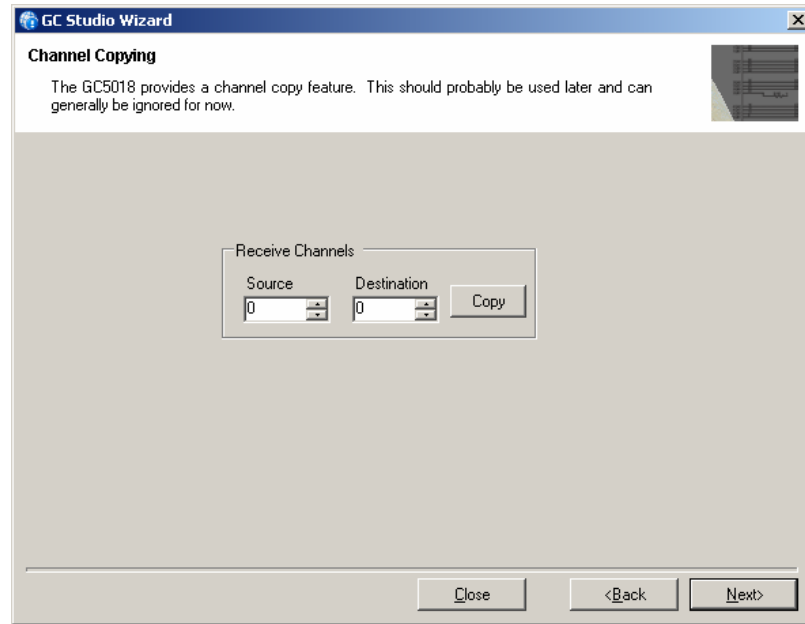 GC Studio Wizard
Channel Copying
The GC5018 provides a channel copy feature. This should probably be used later and can
generally be ignored for now.
Receive Channels
Source Destination
0 0 Copy
Close <Back Next>